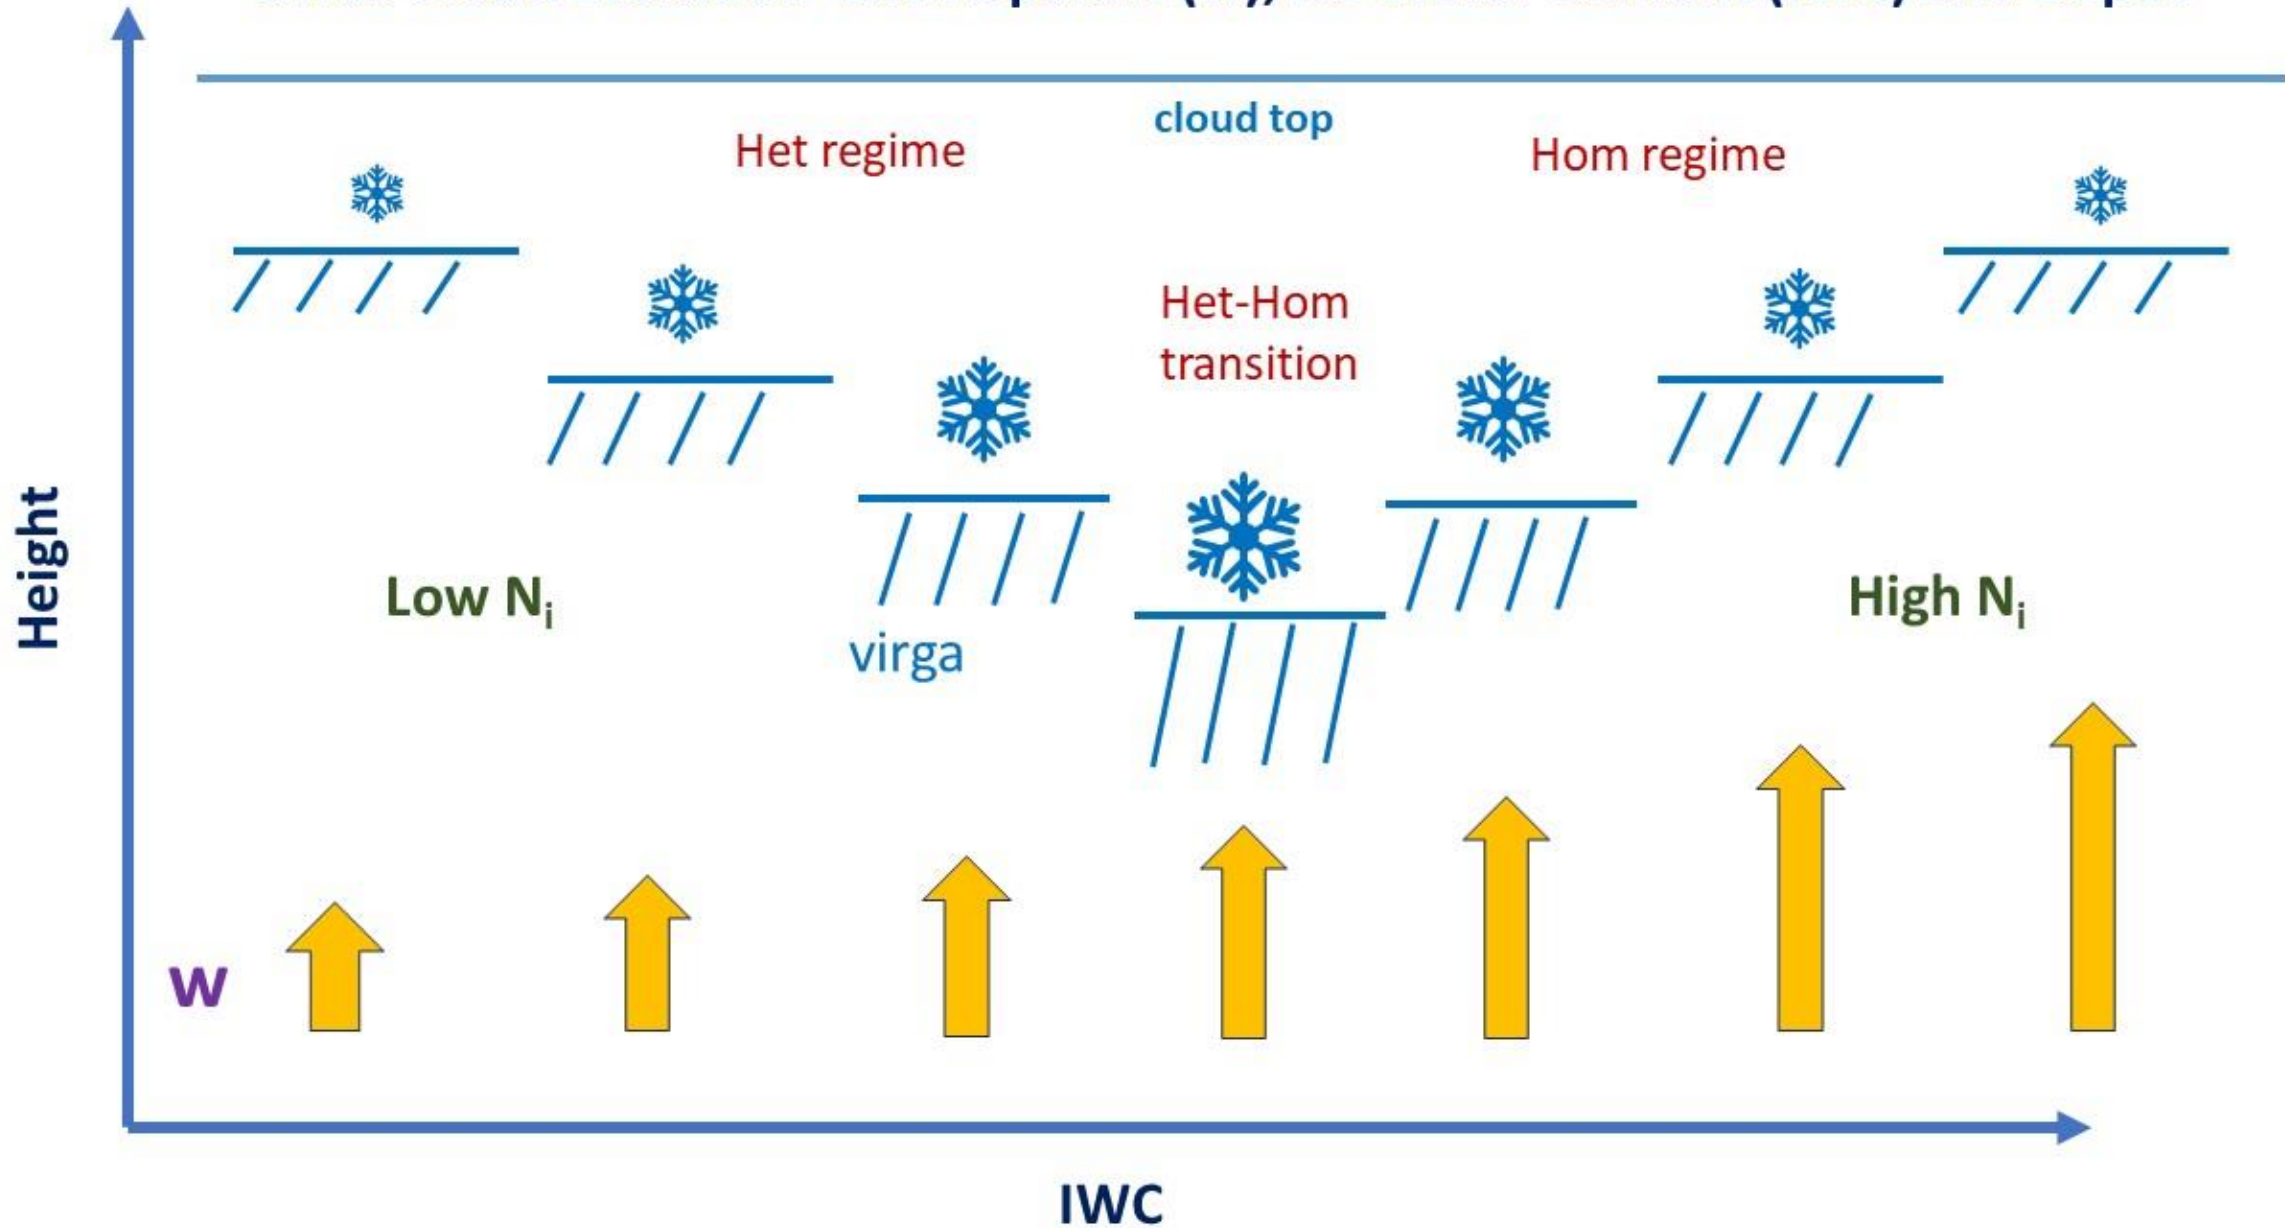 cloud top
Het regime
Hom regime
Het-Hom
transition
Height
Low Nᵢ
High Nᵢ
virga
w
IWC